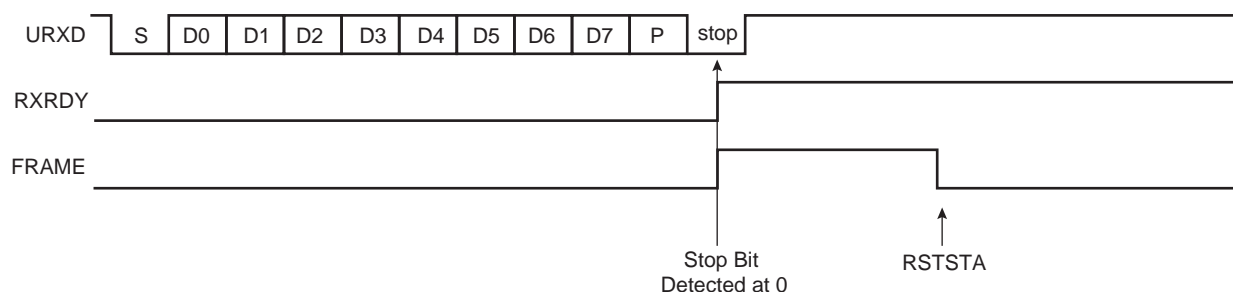 URXD S D0 D1 D2 D3 D4 D5 D6 D7 P stop
RXRDY
FRAME
Stop Bit
Detected at 0
RSTSTA